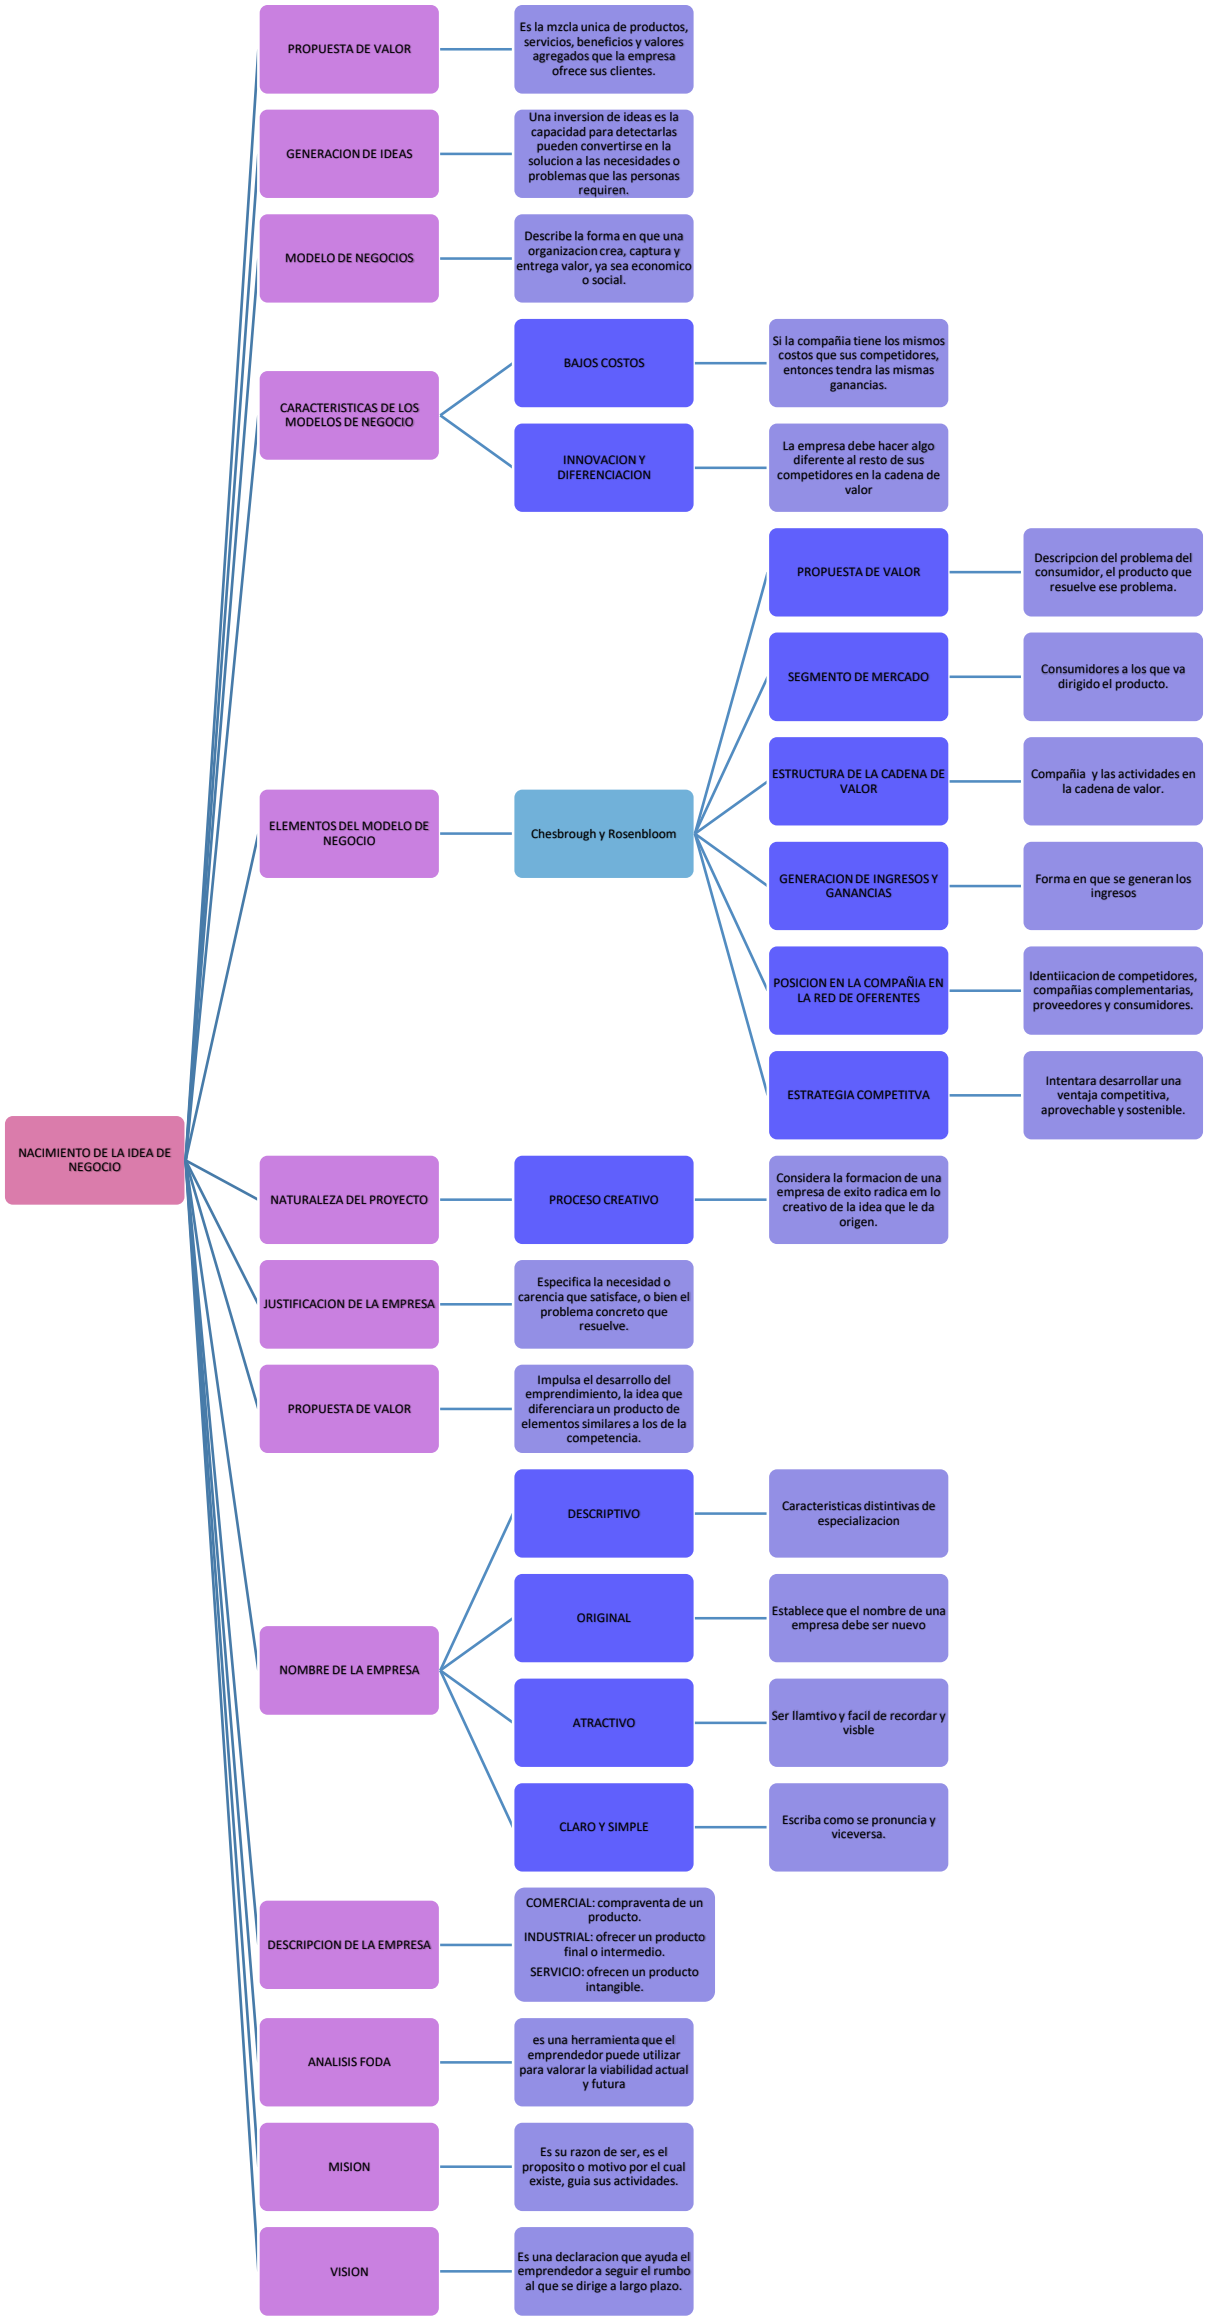 PROPUESTA DE VALOR
Es la mzcla unica de productos,
servicios, beneficios y valores
agregados que la empresa
ofrece sus clientes.
GENERACION DE IDEAS
Una inversion de ideas es la
capacidad para detectarlas
pueden convertirse en la
solucion a las necesidades o
problemas que las personas
requiren.
MODELO DE NEGOCIOS
Describe la forma en que una
organizacion crea, captura y
entrega valor, ya sea economico
o social.
CARACTERISTICAS DE LOS
MODELOS DE NEGOCIO
BAJOS COSTOS
Si la compañia tiene los mismos
costos que sus competidores,
entonces tendra las mismas
ganancias.
INNOVACION Y
DIFERENCIACION
La empresa debe hacer algo
diferente al resto de sus
competidores en la cadena de
valor
ELEMENTOS DEL MODELO DE
NEGOCIO
Chesbrough y Rosenbloom
PROPUESTA DE VALOR
Descripcion del problema del
consumidor, el producto que
resuelve ese problema.
SEGMENTO DE MERCADO
Consumidores a los que va
dirigido el producto.
ESTRUCTURA DE LA CADENA DE
VALOR
Compañia  y las actividades en
la cadena de valor.
GENERACION DE INGRESOS Y
GANANCIAS
Forma en que se generan los
ingresos
POSICION EN LA COMPAÑIA EN
LA RED DE OFERENTES
Identiicacion de competidores,
compañias complementarias,
proveedores y consumidores.
ESTRATEGIA COMPETITVA
Intentara desarrollar una
ventaja competitiva,
aprovechable y sostenible.
NACIMIENTO DE LA IDEA DE
NEGOCIO
NATURALEZA DEL PROYECTO
PROCESO CREATIVO
Considera la formacion de una
empresa de exito radica em lo
creativo de la idea que le da
origen.
JUSTIFICACION DE LA EMPRESA
Especifica la necesidad o
carencia que satisface, o bien el
problema concreto que
resuelve.
PROPUESTA DE VALOR
Impulsa el desarrollo del
emprendimiento, la idea que
diferenciara un producto de
elementos similares a los de la
competencia.
NOMBRE DE LA EMPRESA
DESCRIPTIVO
Caracteristicas distintivas de
especializacion
ORIGINAL
Establece que el nombre de una
empresa debe ser nuevo
ATRACTIVO
Ser llamtivo y facil de recordar y
visble
CLARO Y SIMPLE
Escriba como se pronuncia y
viceversa.
DESCRIPCION DE LA EMPRESA
COMERCIAL: compraventa de un
producto.
INDUSTRIAL: ofrecer un producto
final o intermedio.
SERVICIO: ofrecen un producto
intangible.
ANALISIS FODA
es una herramienta que el
emprendedor puede utilizar
para valorar la viabilidad actual
y futura
MISION
Es su razon de ser, es el
proposito o motivo por el cual
existe, guia sus actividades.
VISION
Es una declaracion que ayuda el
emprendedor a seguir el rumbo
al que se dirige a largo plazo.